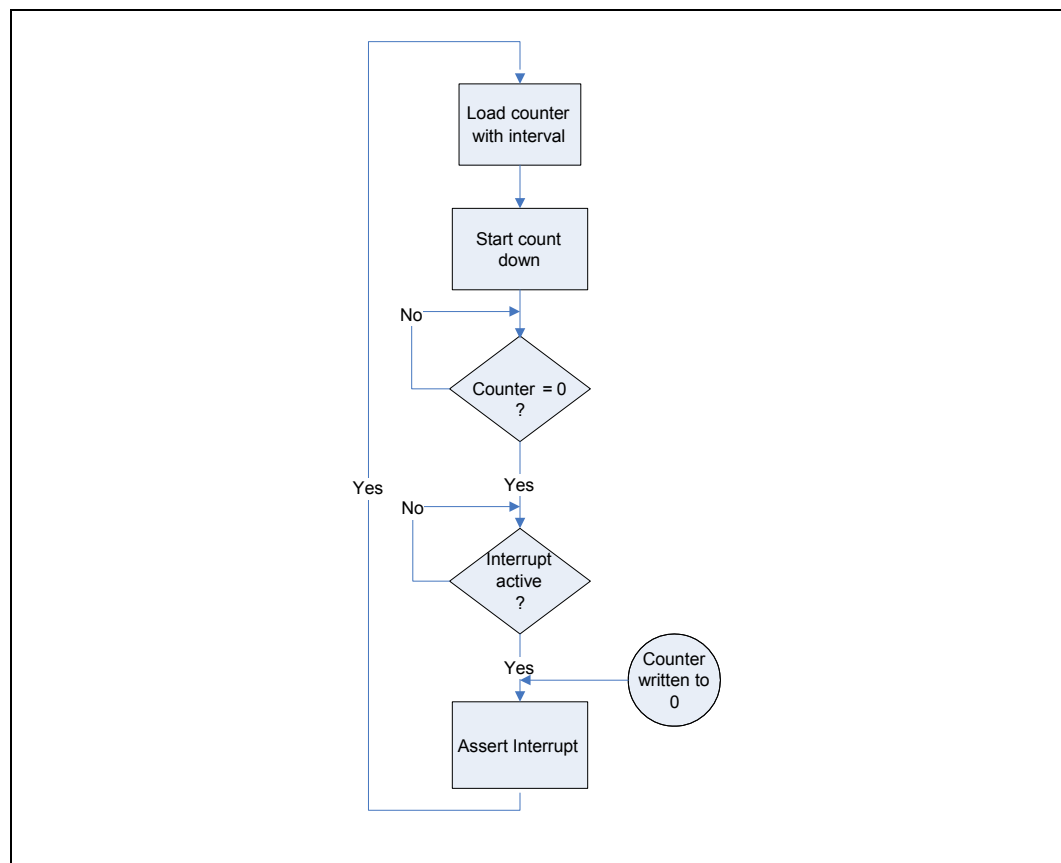 Load counter
with interval
Start count
down
No
Counter = 0
?
Yes
Yes
No
Interrupt
active
?
Yes
Counter
written to
0
Assert Interrupt